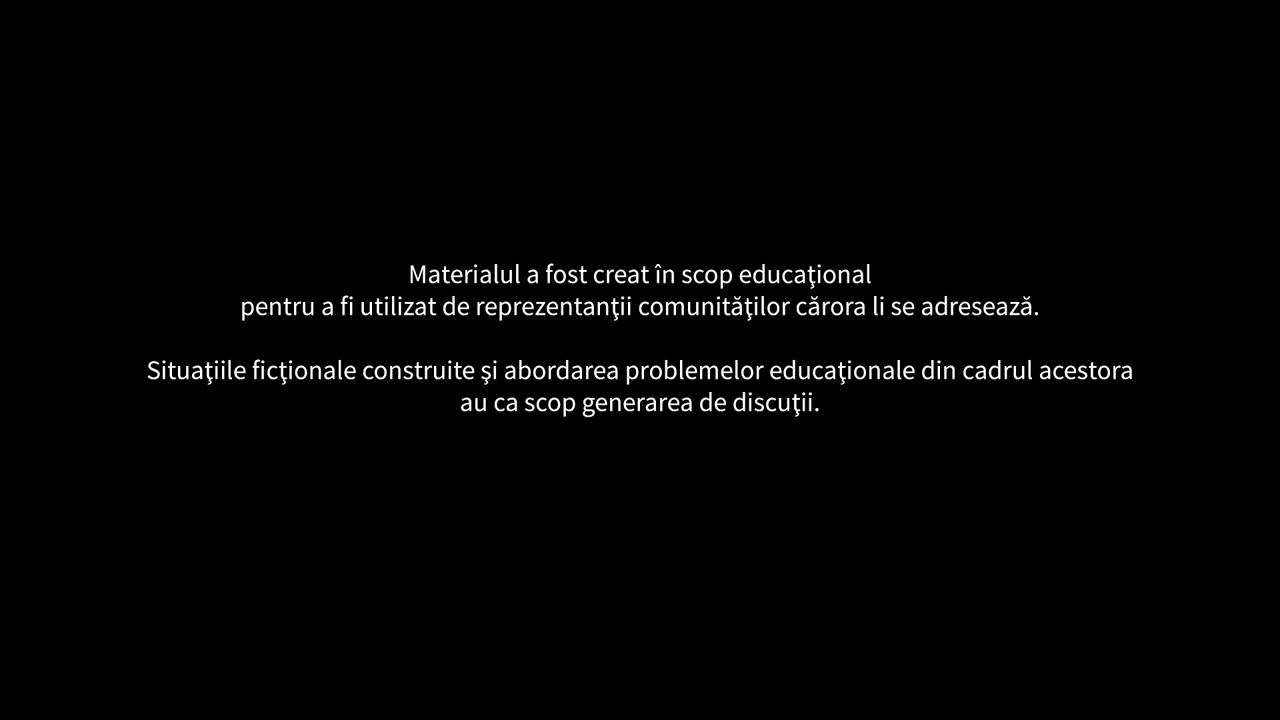 Materialul a fost creat în scop educaţional
pentru a fi utilizat de reprezentanţii comunităţilor cărora li se adresează.
Situaţiile ficţionale construite şi abordarea problemelor educaţionale din cadrul acestora
au ca scop generarea de discuţii.